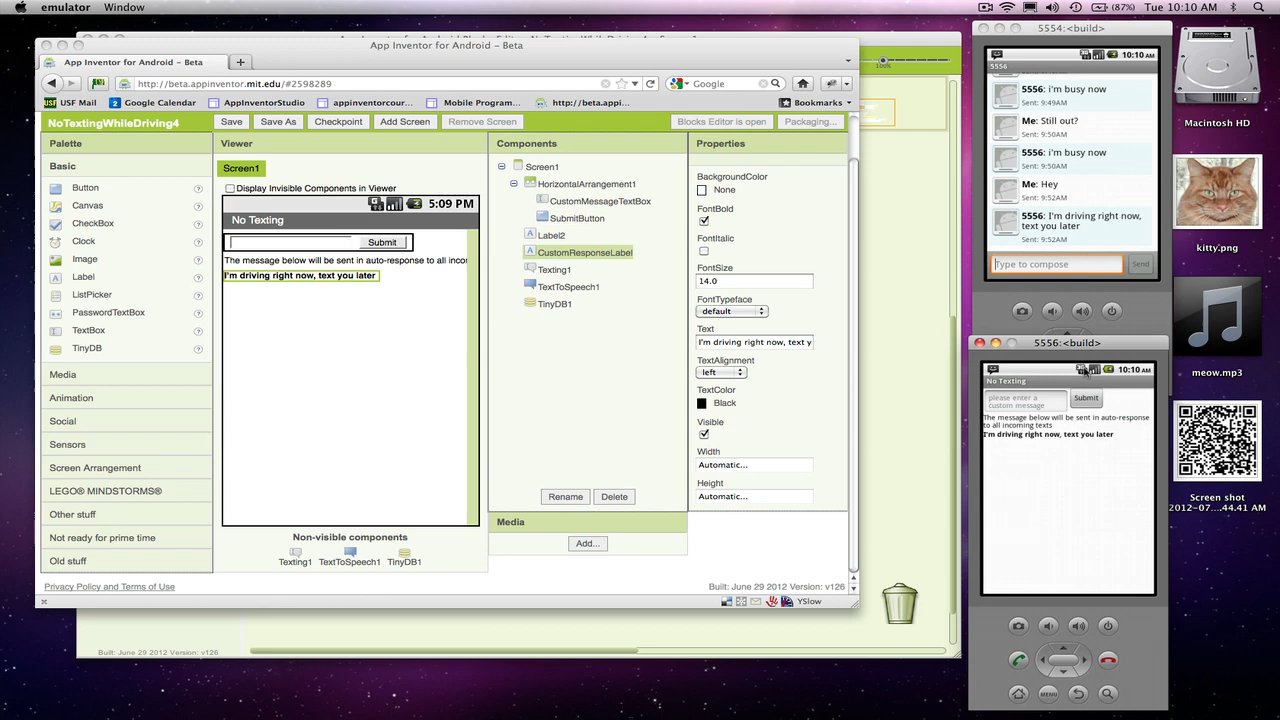 emulator Window
(87%) Tue 10:10 AM
App Inventor for Android – Beta
App Inventor for Android – Beta
http://beta.appinventor.mit.edu/#2598289
Google
USF Mail Google Calendar AppInventorStudio appinventorcour... Mobile Program... http://beta.appi... Bookmarks
NoTextingWhileDriving4 Save Save As Checkpoint Add Screen Remove Screen Blocks Editor is open Packaging...
Palette
Basic
Button
Canvas
CheckBox
Clock
Image
Label
ListPicker
PasswordTextBox
TextBox
TinyDB
Media
Animation
Social
Sensors
Screen Arrangement
LEGO® MINDSTORMS®
Other stuff
Not ready for prime time
Old stuff
Viewer
Screen1
Display Invisible Components in Viewer
5:09 PM
No Texting
Submit
The message below will be sent in auto-response to all incor
I'm driving right now, text you later
Non-visible components
Texting1 TextToSpeech1 TinyDB1
Components
Screen1
HorizontalArrangement1
CustomMessageTextBox
SubmitButton
Label2
CustomResponseLabel
Texting1
TextToSpeech1
TinyDB1
Rename Delete
Media
Add...
Properties
BackgroundColor
None
FontBold
FontItalic
FontSize
14.0
FontTypeface
default
Text
I'm driving right now, text y
TextAlignment
left
TextColor
Black
Visible
Width
Automatic...
Height
Automatic...
Privacy Policy and Terms of Use
Built: June 29 2012 Version: v126
YSlow
Built: June 29 2012 Version: v126
100%
5554:<build>
10:10 AM
5556
5556: i'm busy now
Sent: 9:49AM
Me: Still out?
Sent: 9:50AM
5556: i'm busy now
Sent: 9:50AM
Me: Hey
Sent: 9:52AM
5556: I'm driving right now,
text you later
Sent: 9:52AM
Type to compose Send
5556:<build>
10:10 AM
No Texting
please enter a
custom message
Submit
The message below will be sent in auto-response
to all incoming texts
I'm driving right now, text you later
MENU
Macintosh HD
kitty.png
meow.mp3
Screen shot
2012-07....44.41 AM